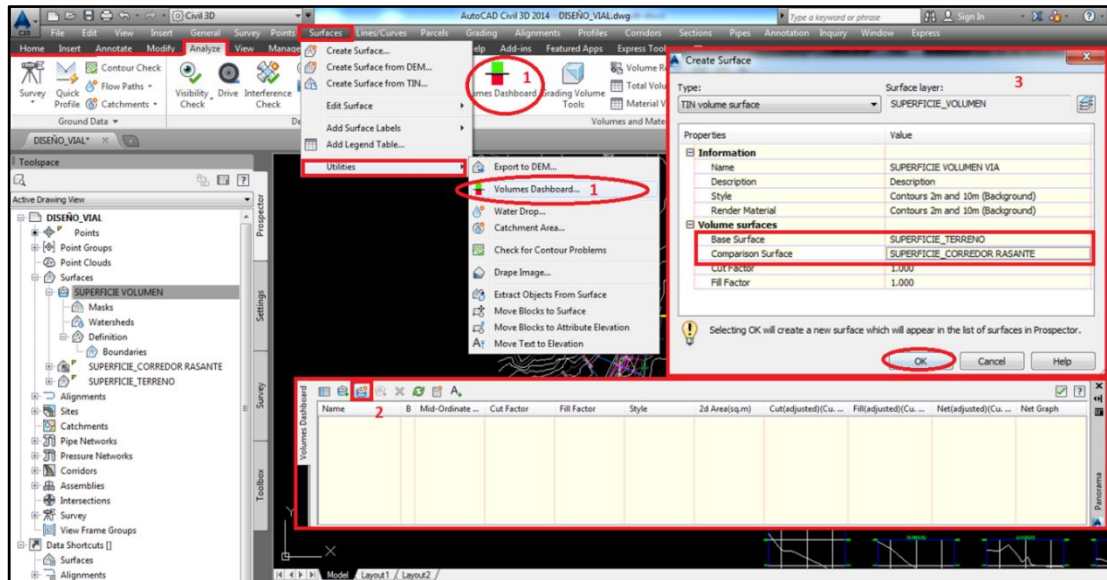 Civil 3D
AutoCAD Civil 3D 2014 DISEÑO_VIAL.dwg
Type a keyword or phrase
Sign In
C3D File Edit View Insert General Survey Points Surfaces Lines/Curves Parcels Grading Alignments Profiles Corridors Sections Pipes Annotation Inquiry Window Express
Home Insert Annotate Modify Analyze View Manage Help Add-ins Featured Apps Express Tool
Survey
Quick Profile
Contour Check
Flow Paths
Catchments
Visibility Check
Drive
Interference Check
Ground Data
Create Surface...
Create Surface from DEM...
Create Surface from TIN...
Edit Surface
Add Surface Labels
Add Legend Table...
Utilities
1
Volumes Dashboard
Grading Volume Tools
Volume Re
Total Volu
Material V
Volumes and Mate
Export to DEM...
Volumes Dashboard... 1
Water Drop...
Catchment Area...
Check for Contour Problems
Drape Image...
Extract Objects From Surface
Move Blocks to Surface
Move Blocks to Attribute Elevation
Move Text to Elevation
Create Surface
3
Type:
TIN volume surface
Surface layer:
SUPERFICIE_VOLUMEN
Properties Value
Information
Name SUPERFICIE VOLUMEN VIA
Description Description
Style Contours 2m and 10m (Background)
Render Material Contours 2m and 10m (Background)
Volume surfaces
Base Surface SUPERFICIE_TERRENO
Comparison Surface SUPERFICIE_CORREDOR RASANTE
Cut Factor 1.000
Fill Factor 1.000
Selecting OK will create a new surface which will appear in the list of surfaces in Prospector.
OK Cancel Help
DISEÑO_VIAL*
Toolspace
Active Drawing View
DISEÑO_VIAL
Points
Point Groups
Point Clouds
Surfaces
SUPERFICIE VOLUMEN
Masks
Watersheds
Definition
Boundaries
SUPERFICIE_CORREDOR RASANTE
SUPERFICIE_TERRENO
Alignments
Sites
Catchments
Pipe Networks
Pressure Networks
Corridors
Assemblies
Intersections
Survey
View Frame Groups
Data Shortcuts []
Surfaces
Alignments
Prospector
Settings
Survey
Toolbox
Volumes Dashboard
2
Name B Mid-Ordinate ... Cut Factor Fill Factor Style 2d Area(sq.m) Cut(adjusted)(Cu. ... Fill(adjusted)(Cu. ... Net(adjusted)(Cu. ... Net Graph
Panorama
Y
X
Model Layout1 Layout2